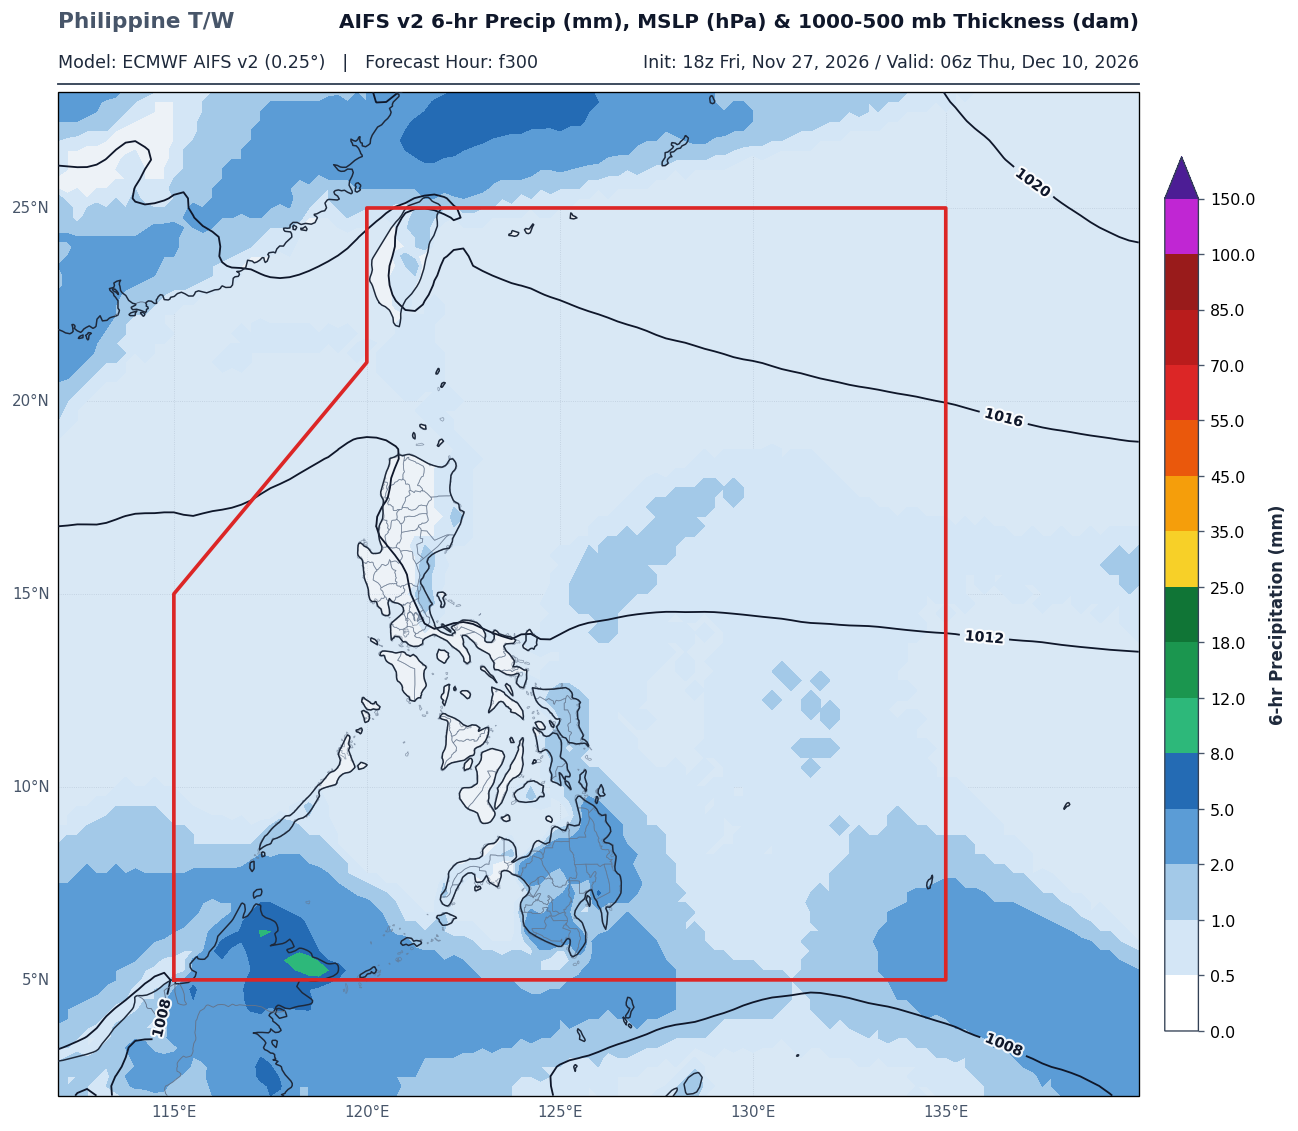 Philippine T/W
AIFS v2 6-hr Precip (mm), MSLP (hPa) & 1000-500 mb Thickness (dam)
Model: ECMWF AIFS v2 (0.25°) | Forecast Hour: f300
Init: 18z Fri, Nov 27, 2026 / Valid: 06z Thu, Dec 10, 2026
25°N
20°N
15°N
10°N
5°N
1020
1016
1012
1008
1008
115°E
120°E
125°E
130°E
135°E
150.0
100.0
85.0
70.0
55.0
45.0
35.0
25.0
18.0
12.0
8.0
5.0
2.0
1.0
0.5
0.0
6-hr Precipitation (mm)